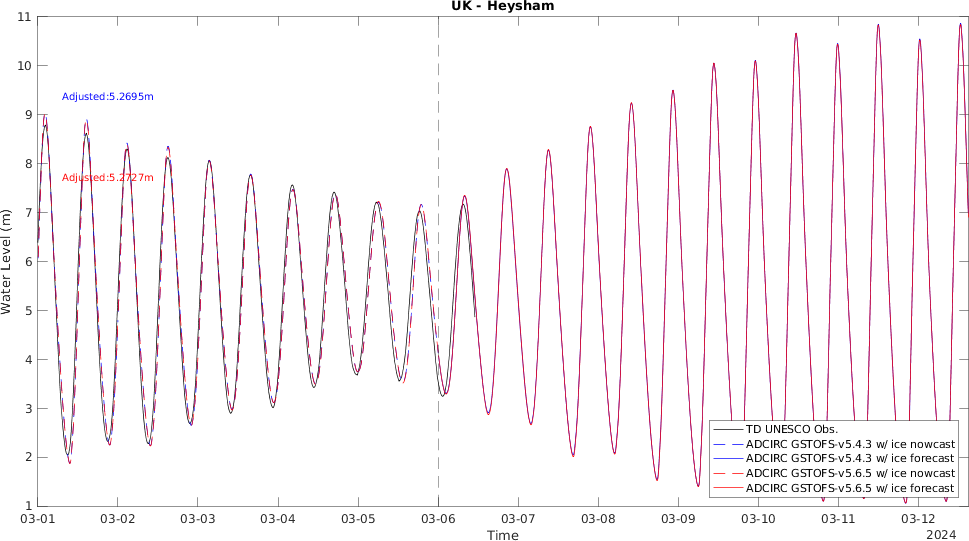 UK - Heysham
11
10
9
8
7
6
5
4
3
2
1
Water Level (m)
Adjusted:5.2695m
Adjusted:5.2727m
TD UNESCO Obs.
ADCIRC GSTOFS-v5.4.3 w/ ice nowcast
ADCIRC GSTOFS-v5.4.3 w/ ice forecast
ADCIRC GSTOFS-v5.6.5 w/ ice nowcast
ADCIRC GSTOFS-v5.6.5 w/ ice forecast
03-01 03-02 03-03 03-04 03-05 03-06 03-07 03-08 03-09 03-10 03-11 03-12
Time
2024